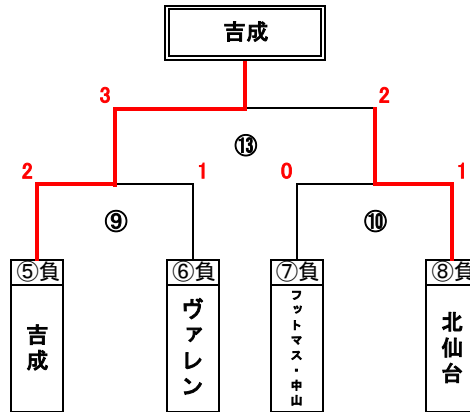 吉成
3 2
⑬
2 1 0 1
⑨ ⑩
⑤負 ⑥負 ⑦負 ⑧負
吉成
ヴァレン
フットマス・中山
北仙台